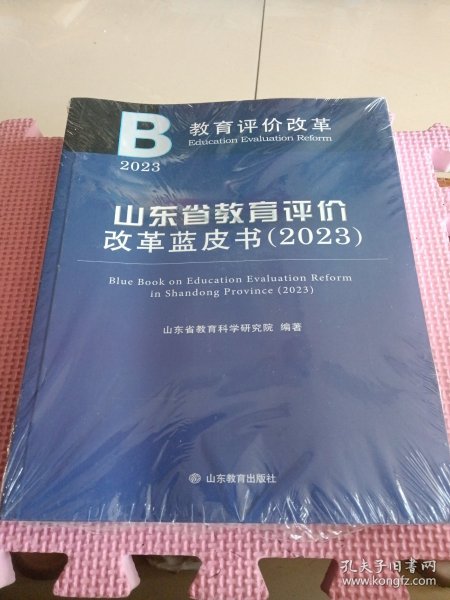 B
2023
教育评价改革
Education Evaluation Reform
山东省教育评价
改革蓝皮书(2023)
Blue Book on Education Evaluation Reform
in Shandong Province (2023)
山东省教育科学研究院 编著
山东教育出版社
孔夫子旧书网
www.kongfz.com